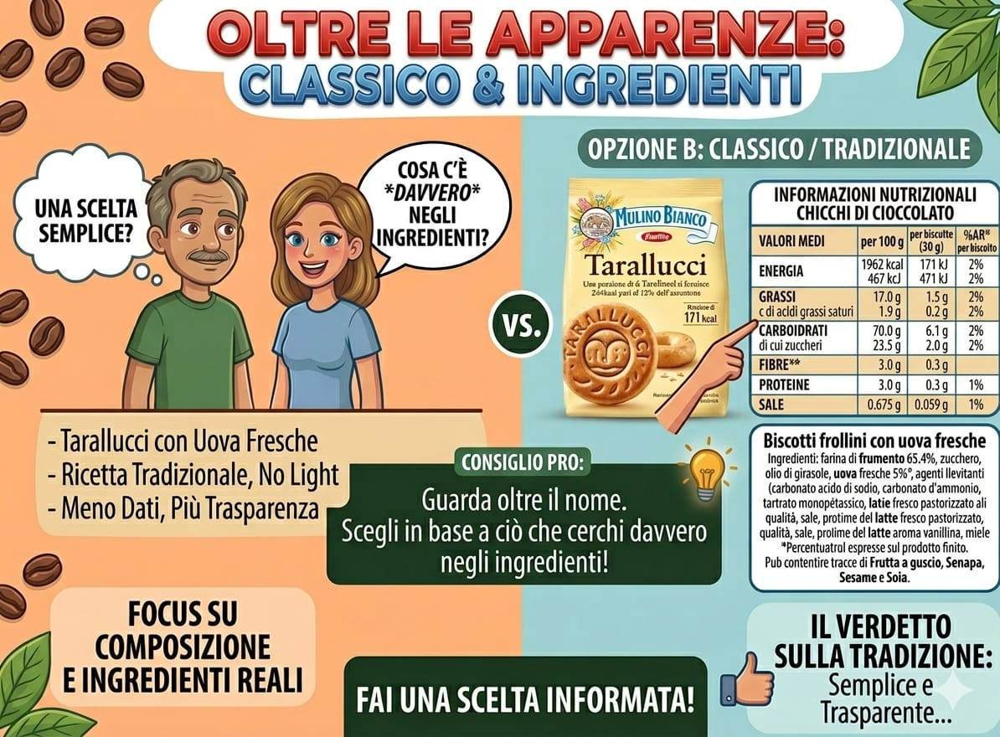 OLTRE LE APPARENZE:
CLASSICO & INGREDIENTI
UNA SCELTA
SEMPLICE?
COSA C'È
*DAVVERO*
NEGLI
INGREDIENTI?
- Tarallucci con Uova Fresche
- Ricetta Tradizionale, No Light
- Meno Dati, Più Trasparenza
FOCUS SU
COMPOSIZIONE
E INGREDIENTI REALI
VS.
CONSIGLIO PRO:
Guarda oltre il nome.
Scegli in base a ciò che cerchi davvero
negli ingredienti!
FAI UNA SCELTA INFORMATA!
OPZIONE B: CLASSICO / TRADIZIONALE
MULINO BIANCO
Tarallucci
Une poraione di & Tarelineol si foruisce
264kaal yasi al 12% dell'assuntone
171 kcal
TARALLUCCI
INFORMAZIONI NUTRIZIONALI
CHICCHI DI CIOCCOLATO
VALORI MEDI per 100 g per biscutte (30 g) %AR* per biscolto
ENERGIA 1962 kcal 171 kJ 2%
467 kcJ 471 kJ 2%
GRASSI 17.0 g 1.5 g 2%
c di acldi grassi saturi 1.9 g 0.2 g 2%
CARBOIDRATI 70.0 g 6.1 g 2%
di cui zuccheri 23.5 g 2.0 g 2%
FIBRE** 3.0 g 0.3 g
PROTEINE 3.0 g 0.3 g 1%
SALE 0.675 g 0.059 g 1%
Biscotti frollini con uova fresche
Ingredienti: farina di frumento 65.4%, zucchero,
olio di girasole, uova fresche 5%°, agenti llevitanti
(carbonato acido di sodio, carbonato d'ammonio,
tartrato monopétassico, latie fresco pastorizzato ali
qualità, sale, protime del latte fresco pastorizzato,
qualità, sale, prolime del latte aroma vanillina, miele
*Percentuatrol espresse sul prodotto finito.
Pub contentire tracce di Frutta a guscio, Senapa,
Sesame e Soia.
IL VERDETTO
SULLA TRADIZIONE:
Semplice e
Trasparente...